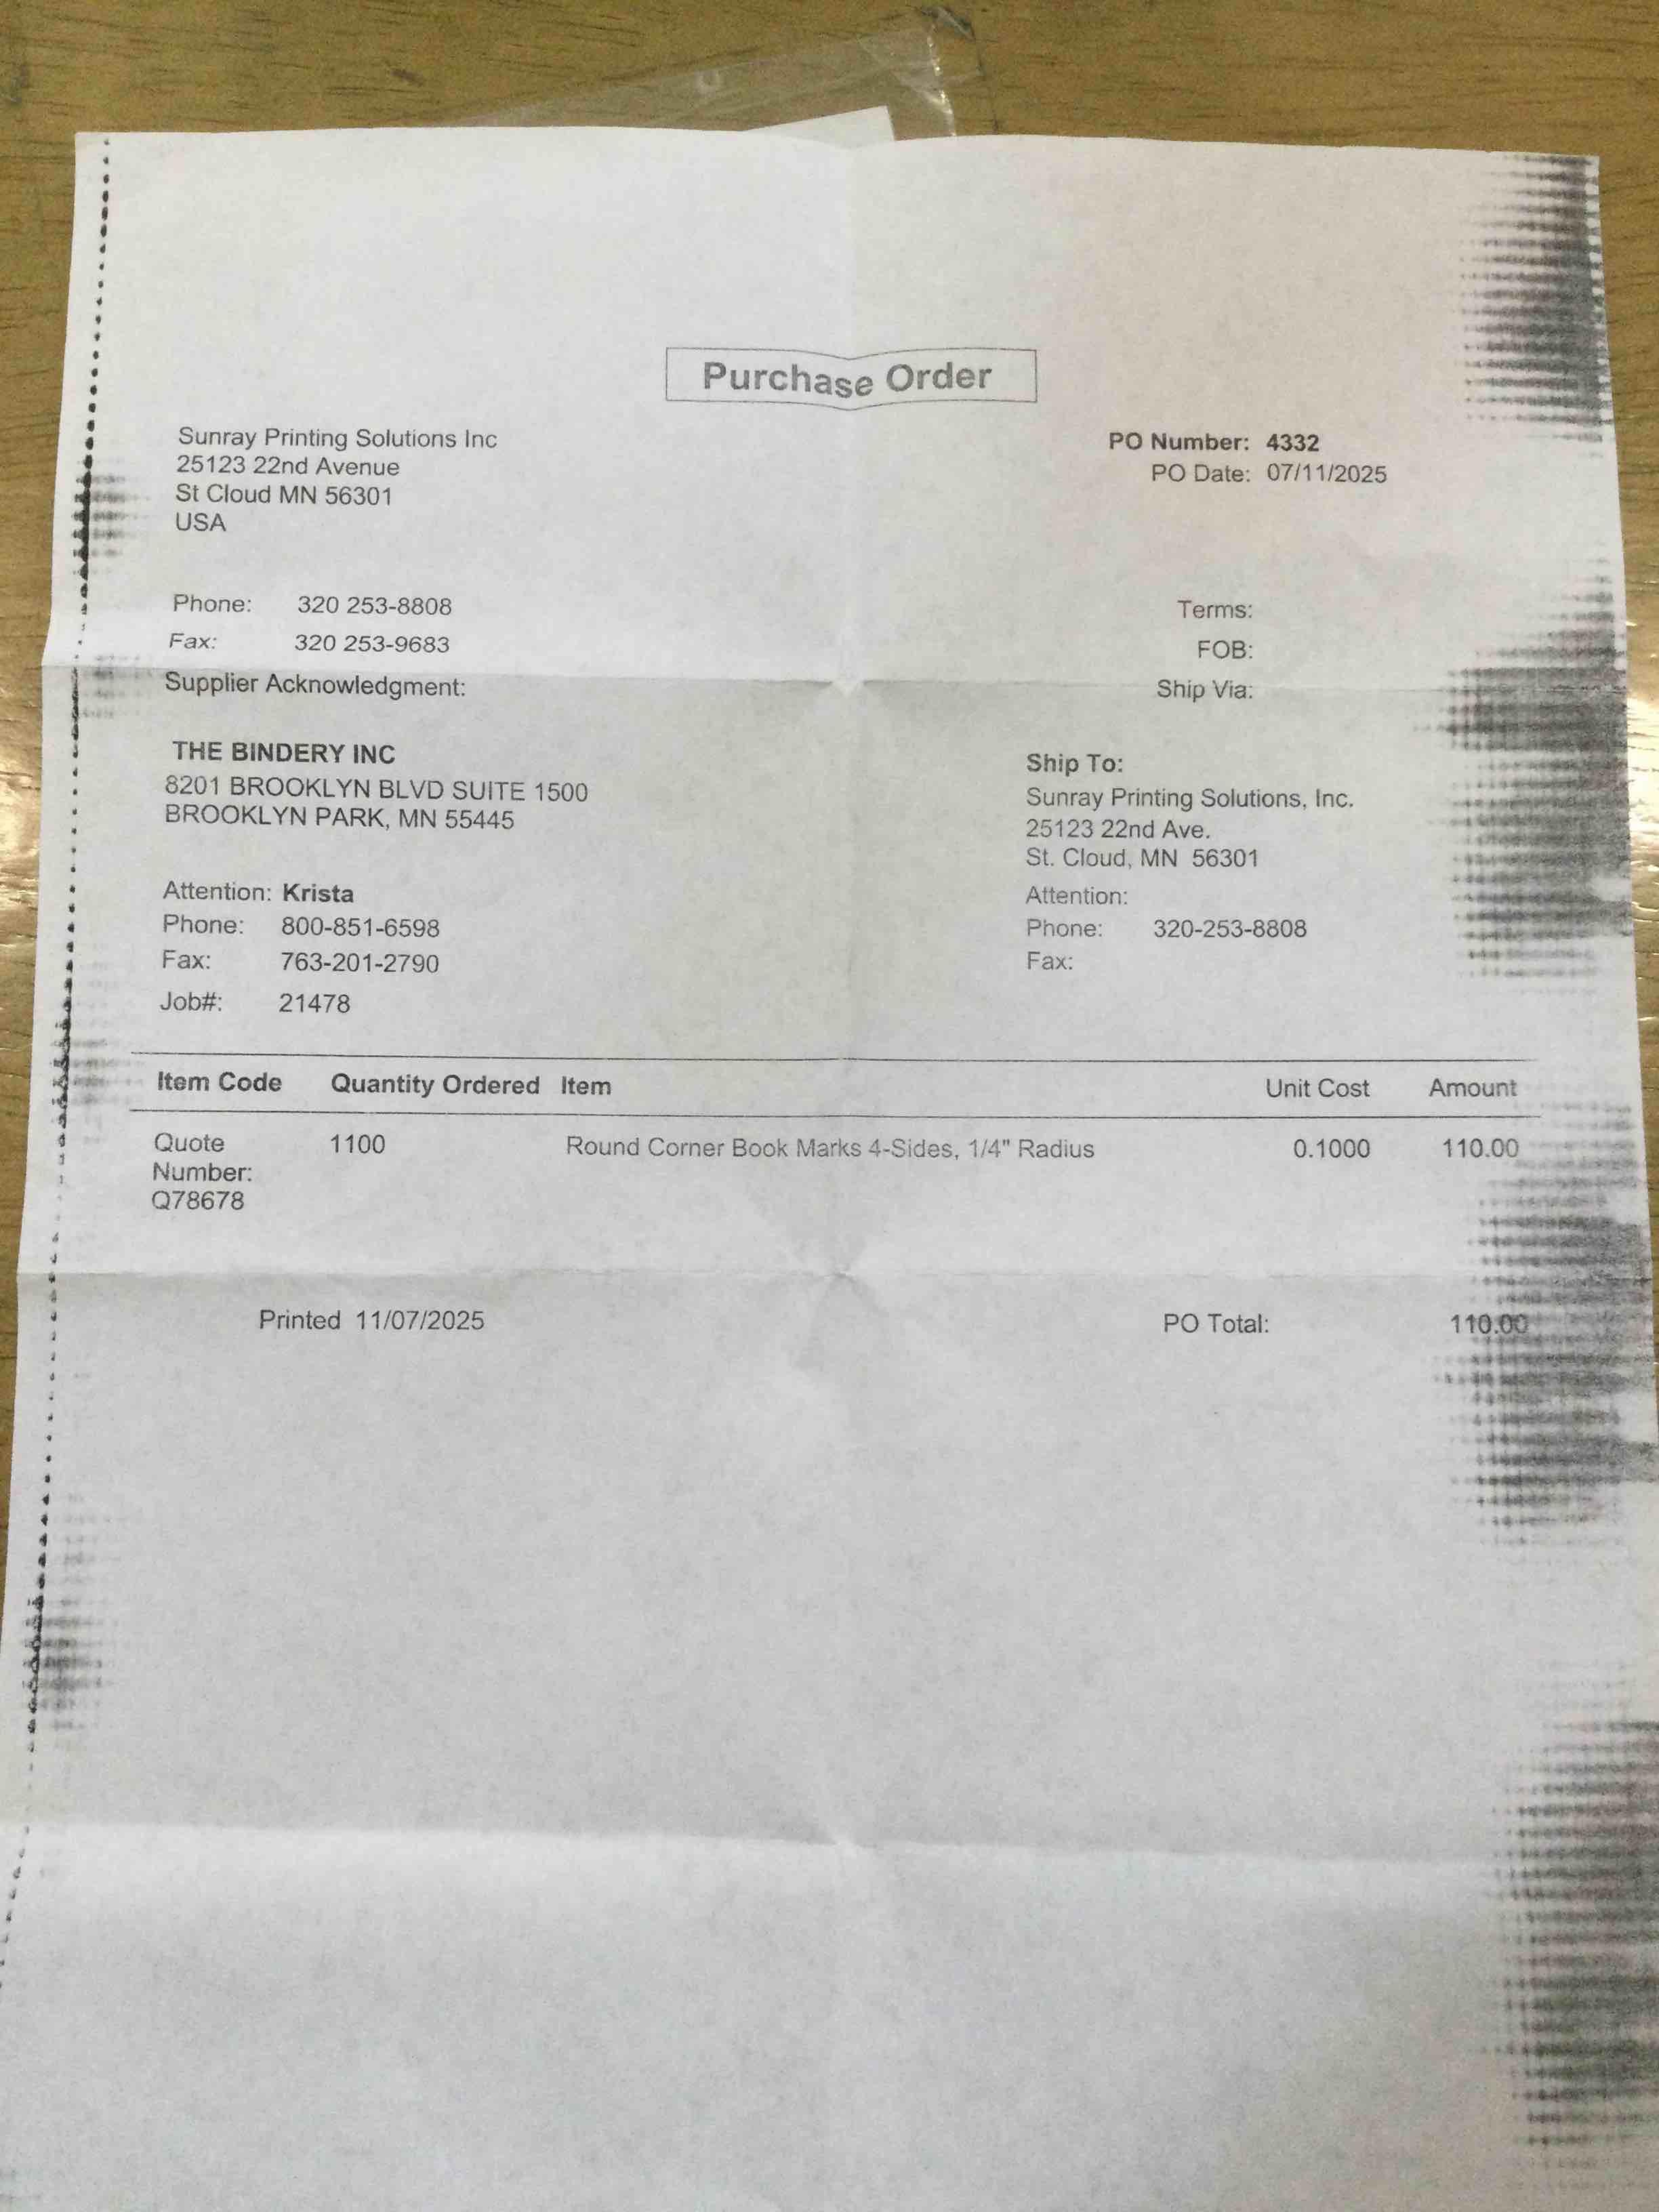 Purchase Order
Sunray Printing Solutions Inc
25123 22nd Avenue
St Cloud MN 56301
USA
PO Number: 4332
PO Date: 07/11/2025
Phone: 320 253-8808
Fax: 320 253-9683
Supplier Acknowledgment:
Terms:
FOB:
Ship Via:
THE BINDERY INC
8201 BROOKLYN BLVD SUITE 1500
BROOKLYN PARK, MN 55445
Attention: Krista
Phone: 800-851-6598
Fax: 763-201-2790
Job#: 21478
Ship To:
Sunray Printing Solutions, Inc.
25123 22nd Ave.
St. Cloud, MN 56301
Attention:
Phone: 320-253-8808
Fax:
Item Code Quantity Ordered Item Unit Cost Amount
Quote 1100 Round Corner Book Marks 4-Sides, 1/4" Radius 0.1000 110.00
Number:
Q78678
Printed 11/07/2025 PO Total: 110.00